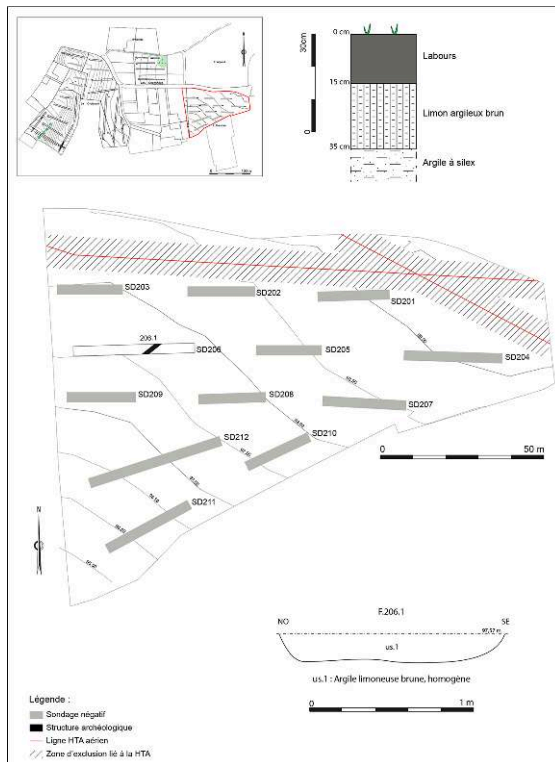 0 cm
30cm
Labours
15 cm
Limon argileux brun
0
35 cm
Argile à silex
SD203
SD202
SD201
206.1
SD206
SD205
SD204
SD209
SD208
SD207
SD212
SD210
SD211
0
50 m
N
F.206.1
NO
SE
97,57 m
us.1
us.1 : Argile limoneuse brune, homogène
0
1 m
Légende :
Sondage négatif
Structure archéologique
Ligne HTA aérien
Zone d'exclusion lié à la HTA